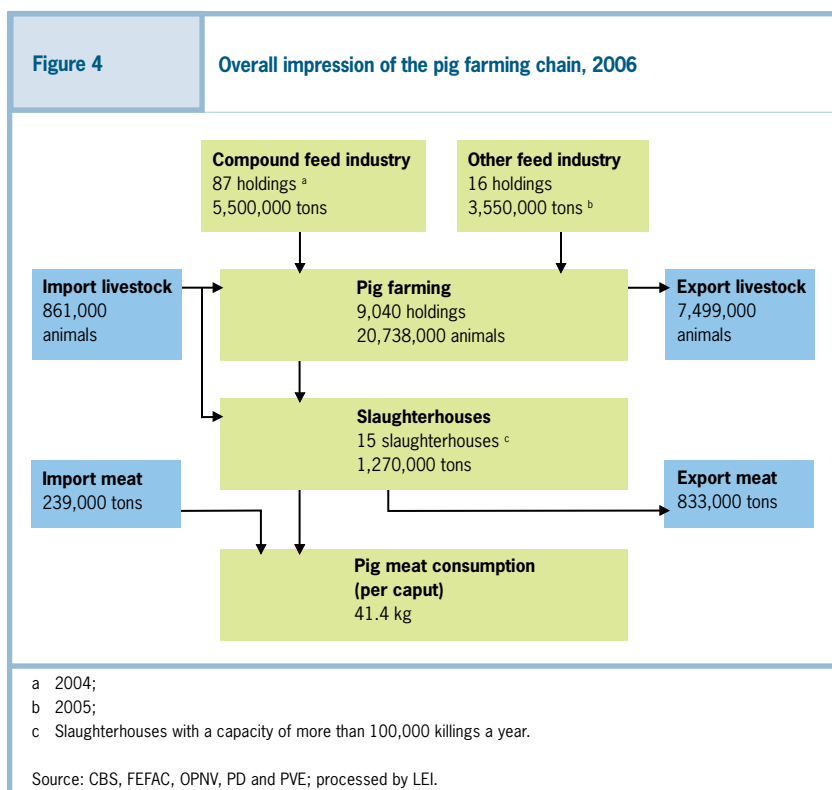 Figure 4
Overall impression of the pig farming chain, 2006
Compound feed industry
87 holdings a
5,500,000 tons
Other feed industry
16 holdings
3,550,000 tons b
Import livestock
861,000
animals
Pig farming
9,040 holdings
20,738,000 animals
Export livestock
7,499,000
animals
Slaughterhouses
15 slaughterhouses c
1,270,000 tons
Import meat
239,000 tons
Export meat
833,000 tons
Pig meat consumption
(per caput)
41.4 kg
a 2004;
b 2005;
c Slaughterhouses with a capacity of more than 100,000 killings a year.
Source: CBS, FEFAC, OPNV, PD and PVE; processed by LEI.